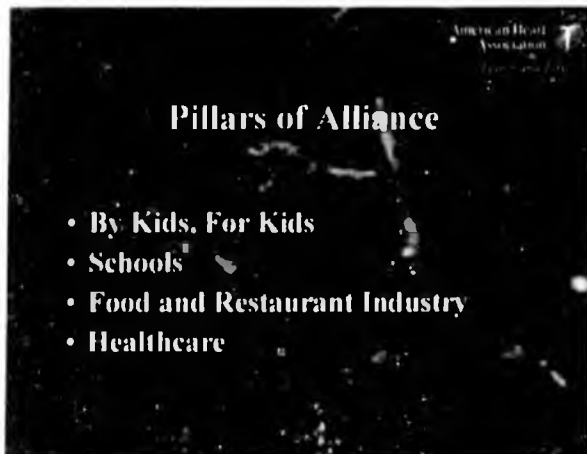 American Heart
Association
Pillars of Alliance
• By Kids, For Kids
• Schools
• Food and Restaurant Industry
• Healthcare